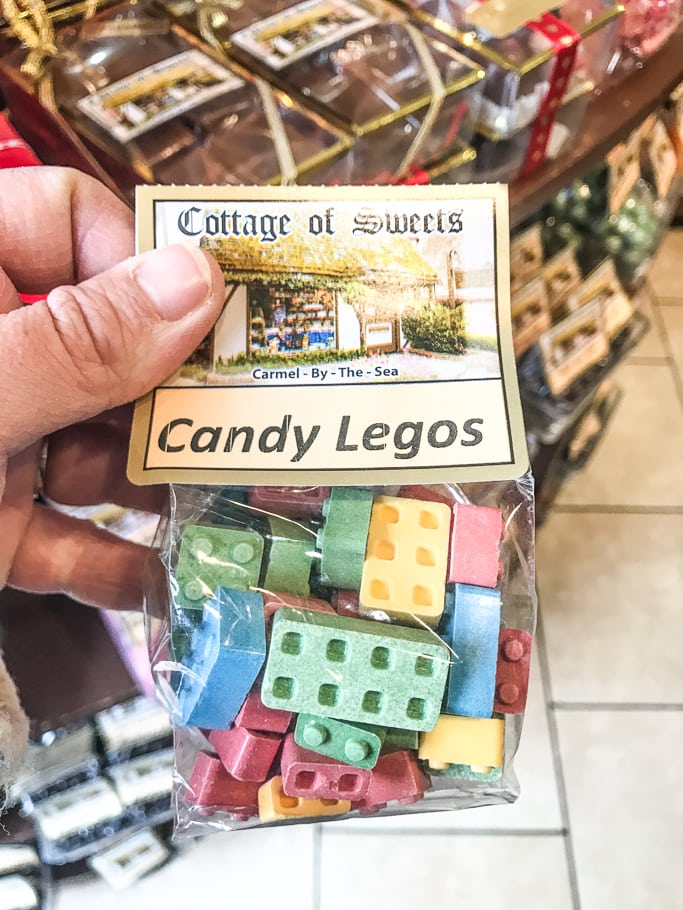 Cottage of Sweets
Carmel - By - The - Sea
Candy Legos